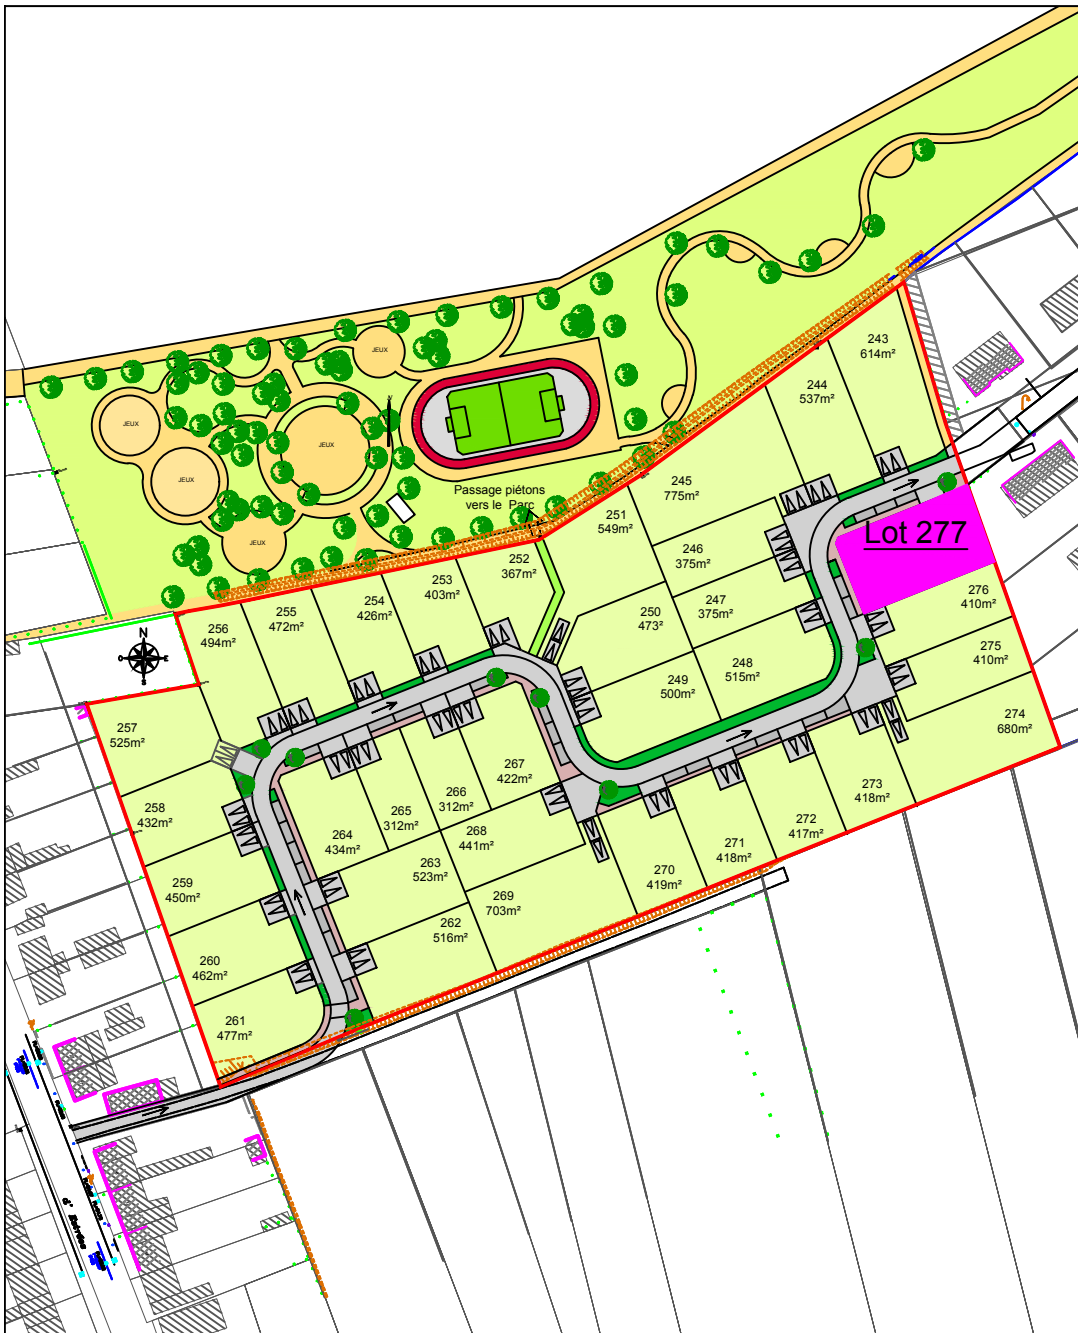 JEUX
JEUX
JEUX
JEUX
JEUX
Passage piétons
vers le Parc
243
614m²
244
537m²
245
775m²
251
549m²
246
375m²
Lot 277
252
367m²
253
403m²
254
426m²
255
472m²
256
494m²
247
375m²
250
473²
276
410m²
275
410m²
248
515m²
249
500m²
274
680m²
N
E
S
O
257
525m²
258
432m²
267
422m²
266
312m²
265
312m²
264
434m²
268
441m²
273
418m²
272
417m²
271
418m²
270
419m²
263
523m²
269
703m²
262
516m²
259
450m²
260
462m²
261
477m²